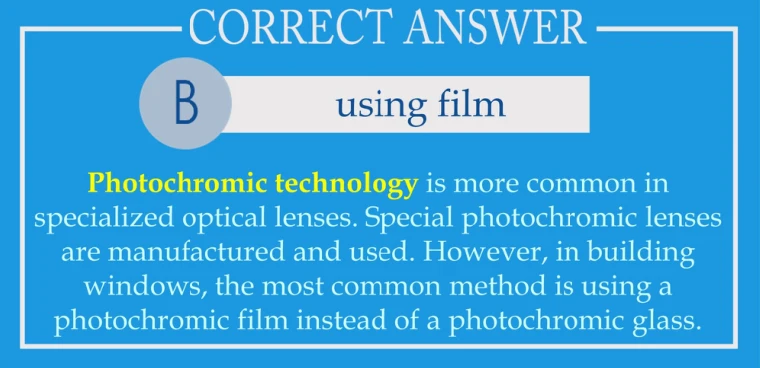 CORRECT ANSWER
B
using film
Photochromic technology is more common in
specialized optical lenses. Special photochromic lenses
are manufactured and used. However, in building
windows, the most common method is using a
photochromic film instead of a photochromic glass.